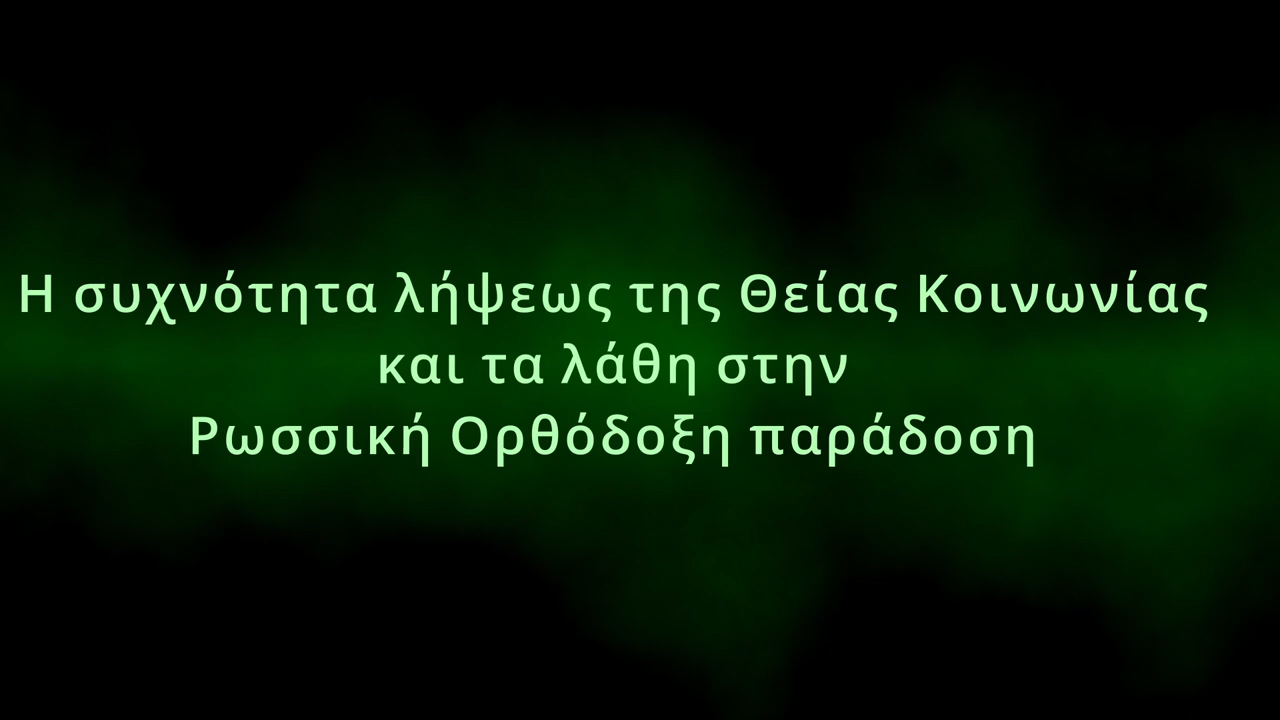 Η συχνότητα λήψεως της Θείας Κοινωνίας
και τα λάθη στην
Ρωσσική Ορθόδοξη παράδοση